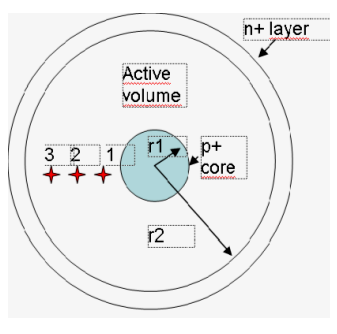 n+ layer
Active
volume
r1
p+
core
3 2 1
r2